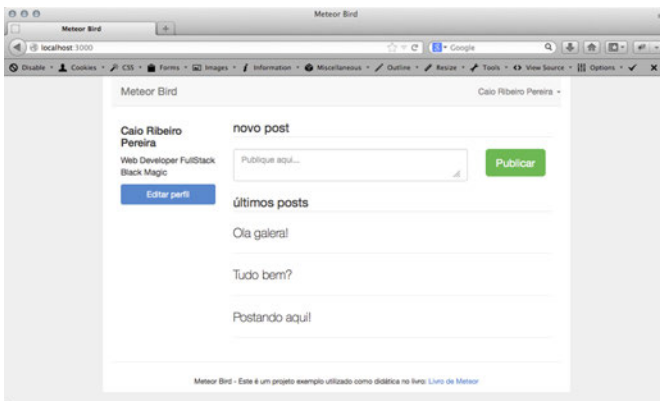 Meteor Bird
Meteor Bird
localhost:3000
Google
Disable Cookies CSS Forms Images Information Miscellaneous Outline Resize Tools View Source Options
Meteor Bird
Caio Ribeiro Pereira
Caio Ribeiro
Pereira
Web Developer FullStack
Black Magic
Editar perfil
novo post
Publique aqui...
Publicar
últimos posts
Ola galera!
Tudo bem?
Postando aqui!
Meteor Bird - Este é um projeto exemplo utilizado como didática no livro: Livro de Meteor